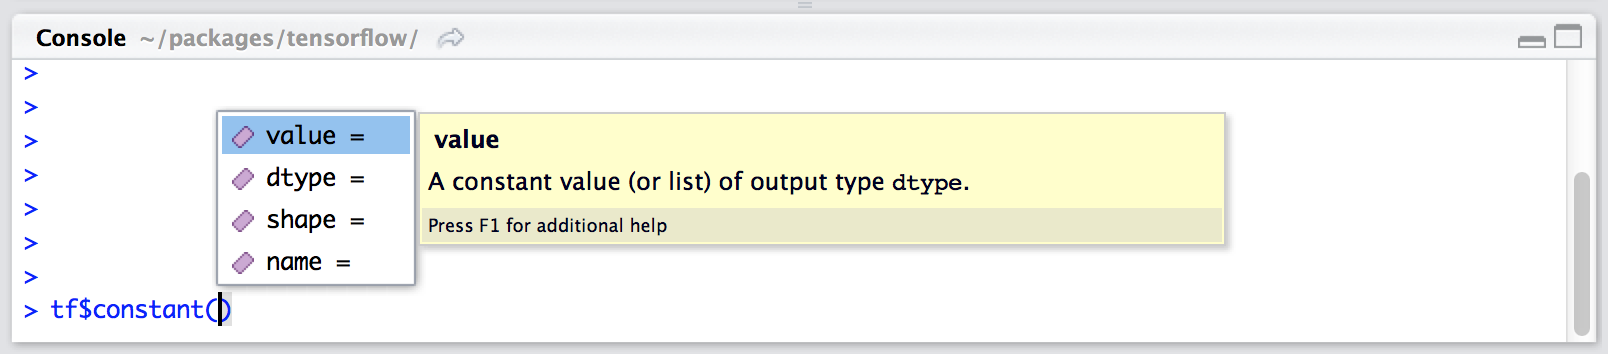 Console ~/packages/tensorflow/
>
>
>
>
>
>
>
> tf$constant()
value =
dtype =
shape =
name =
value
A constant value (or list) of output type dtype.
Press F1 for additional help